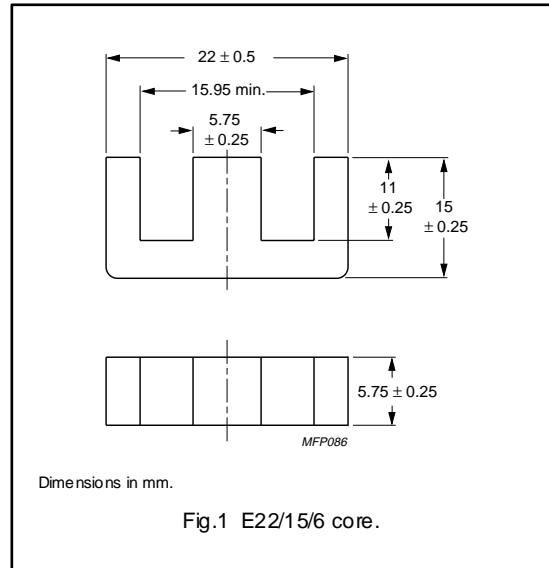 22 ± 0.5
15.95 min.
5.75
± 0.25
11
± 0.25
15
± 0.25
5.75 ± 0.25
MFP086
Dimensions in mm.
Fig.1 E22/15/6 core.